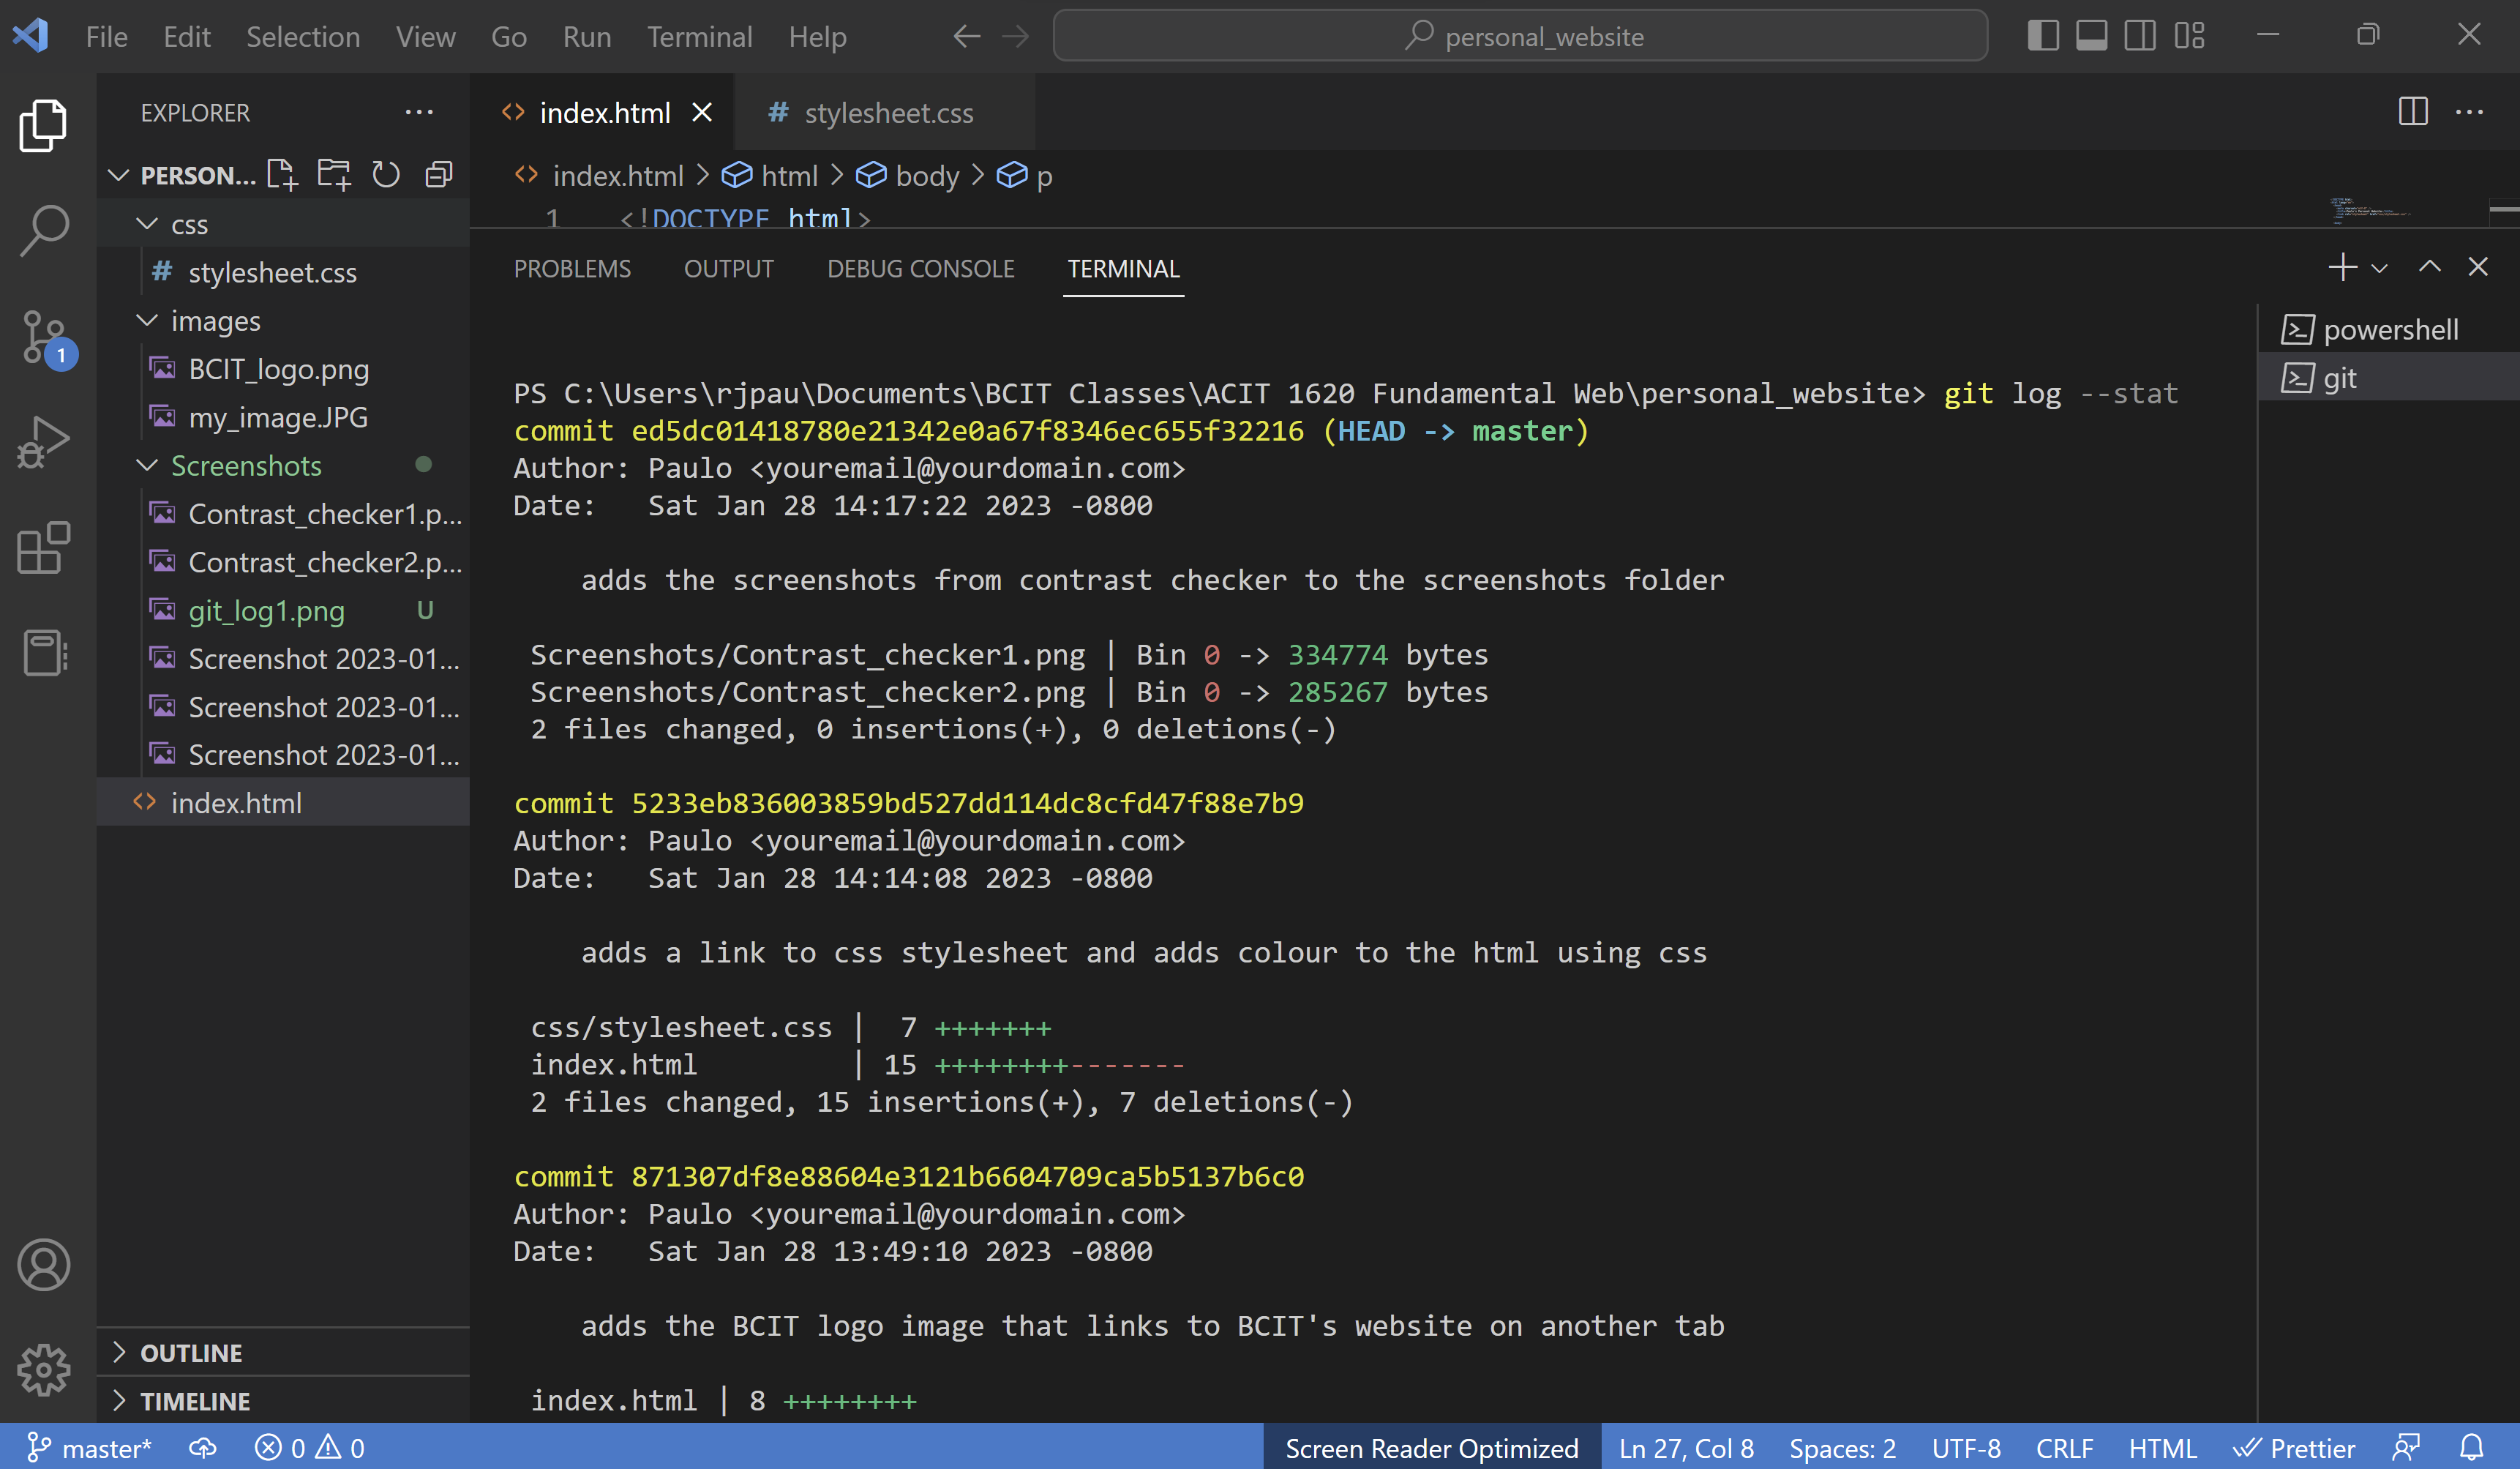 File Edit Selection View Go Run Terminal Help personal_website
EXPLORER
index.html
stylesheet.css
PERSON...
index.html > html > body > p
1 <!DOCTYPE html>
css
stylesheet.css
images
BCIT_logo.png
my_image.JPG
Screenshots
Contrast_checker1.p...
Contrast_checker2.p...
git_log1.png U
Screenshot 2023-01...
Screenshot 2023-01...
Screenshot 2023-01...
index.html
OUTLINE
TIMELINE
1
PROBLEMS OUTPUT DEBUG CONSOLE TERMINAL
powershell
git
PS C:\Users\rjpau\Documents\BCIT Classes\ACIT 1620 Fundamental Web\personal_website> git log --stat
commit ed5dc01418780e21342e0a67f8346ec655f32216 (HEAD -> master)
Author: Paulo <youremail@yourdomain.com>
Date:   Sat Jan 28 14:17:22 2023 -0800
adds the screenshots from contrast checker to the screenshots folder
Screenshots/Contrast_checker1.png | Bin 0 -> 334774 bytes
Screenshots/Contrast_checker2.png | Bin 0 -> 285267 bytes
2 files changed, 0 insertions(+), 0 deletions(-)
commit 5233eb836003859bd527dd114dc8cfd47f88e7b9
Author: Paulo <youremail@yourdomain.com>
Date:   Sat Jan 28 14:14:08 2023 -0800
adds a link to css stylesheet and adds colour to the html using css
css/stylesheet.css |  7 +++++++
index.html         | 15 ++++++++-------
2 files changed, 15 insertions(+), 7 deletions(-)
commit 871307df8e88604e3121b6604709ca5b5137b6c0
Author: Paulo <youremail@yourdomain.com>
Date:   Sat Jan 28 13:49:10 2023 -0800
adds the BCIT logo image that links to BCIT's website on another tab
index.html | 8 ++++++++
master* 0 0 Screen Reader Optimized Ln 27, Col 8 Spaces: 2 UTF-8 CRLF HTML Prettier